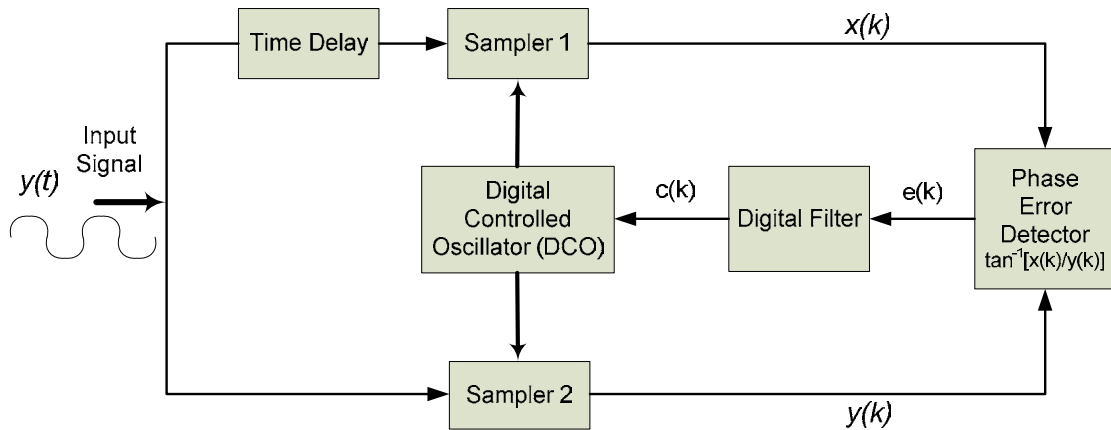 Time Delay
Sampler 1
x(k)
Input
Signal
y(t)
Digital
Controlled
Oscillator (DCO)
c(k)
Digital Filter
e(k)
Phase
Error
Detector
tan⁻¹[x(k)/y(k)]
Sampler 2
y(k)